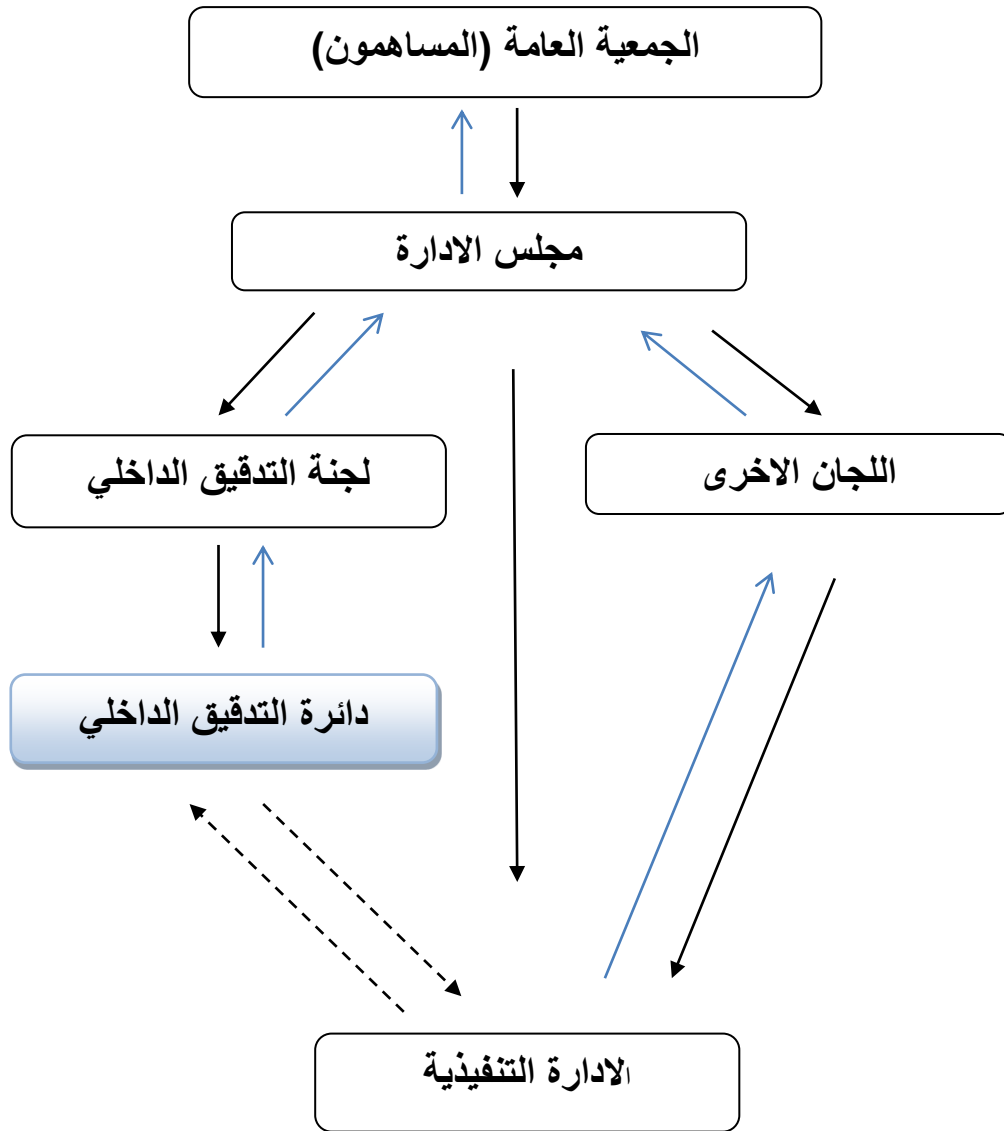 الجمعية العامة (المساهمون)
مجلس الادارة
اللجان الاخرى
لجنة التدقيق الداخلي
دائرة التدقيق الداخلي
الادارة التنفيذية